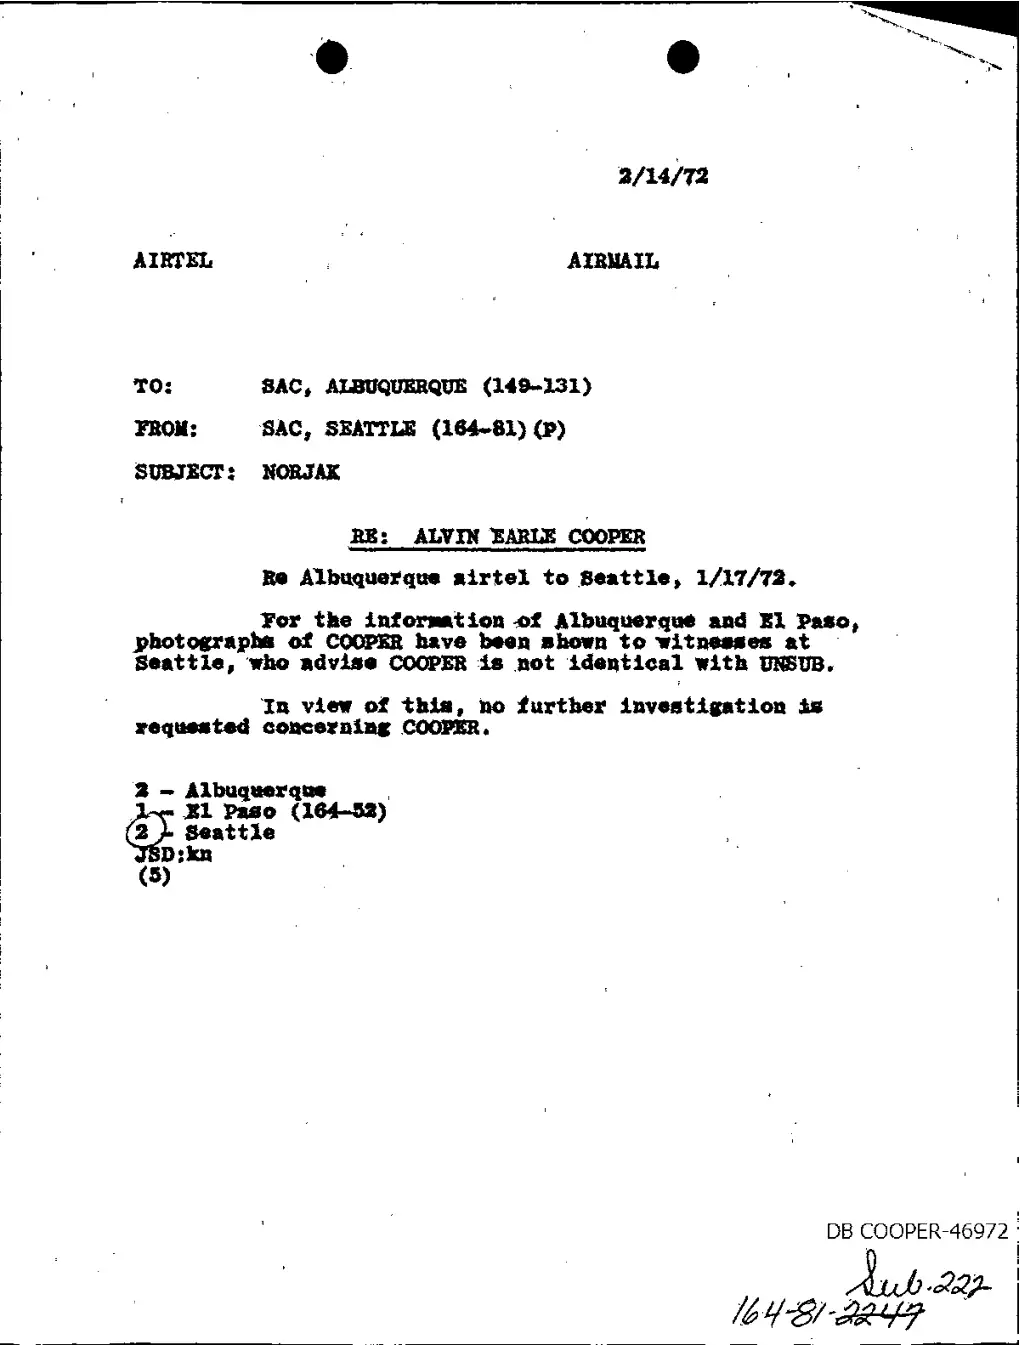 2/14/72
AIRTEL AIRMAIL
TO: SAC, ALBUQUERQUE (149-131)
FROM: SAC, SEATTLE (164-81)(P)
SUBJECT: NORJAK
RE: ALVIN EARLE COOPER
Re Albuquerque airtel to Seattle, 1/17/72.
For the information of Albuquerque and El Paso,
photographs of COOPER have been shown to witnesses at
Seattle, who advise COOPER is not identical with UNSUB.
In view of this, no further investigation is
requested concerning COOPER.
2 - Albuquerque
1 - El Paso (164-52)
2 - Seattle
JSD:kn
(5)
DB COOPER-46972
Sub.222
164-81-2247